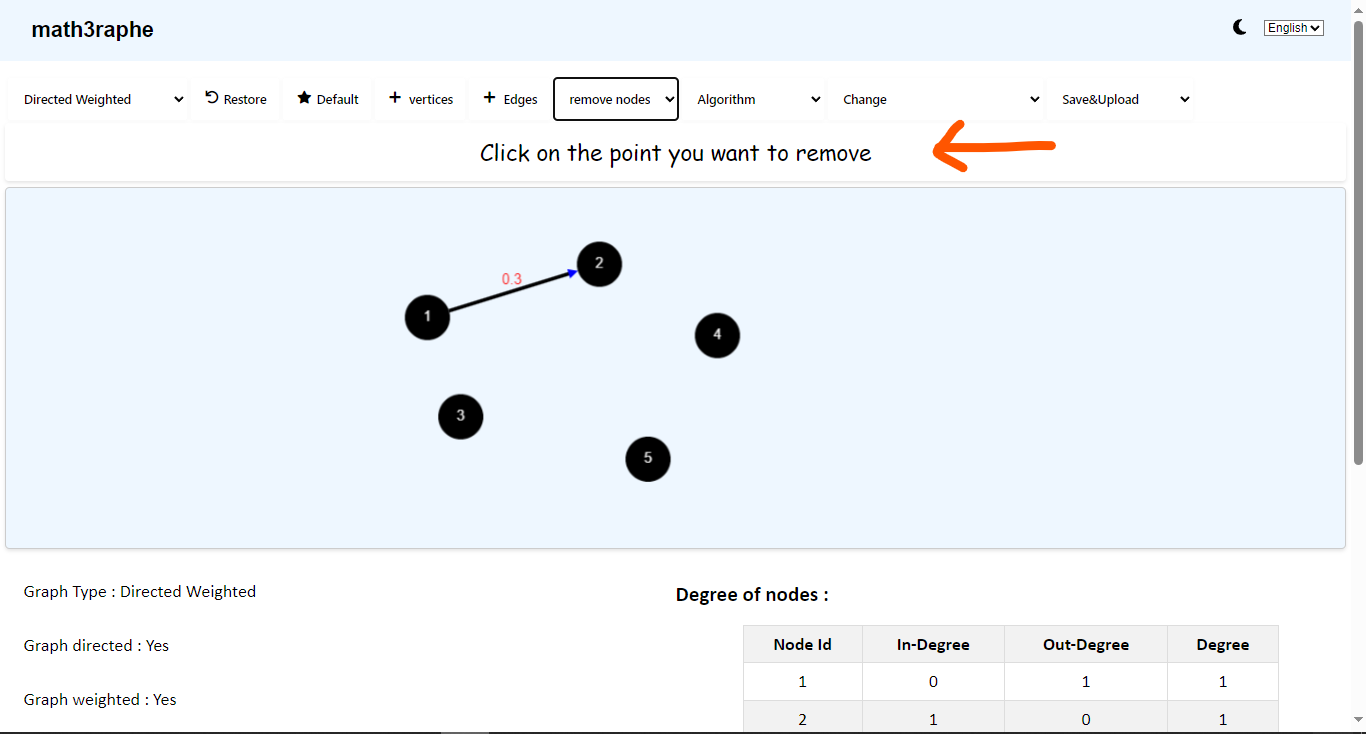 math3raphe
English
Directed Weighted Restore Default + vertices + Edges remove nodes Algorithm Change Save&Upload
Click on the point you want to remove
2
0.3
1
4
3
5
Graph Type : Directed Weighted
Graph directed : Yes
Graph weighted : Yes
Degree of nodes :
Node Id In-Degree Out-Degree Degree
1 0 1 1
2 1 0 1